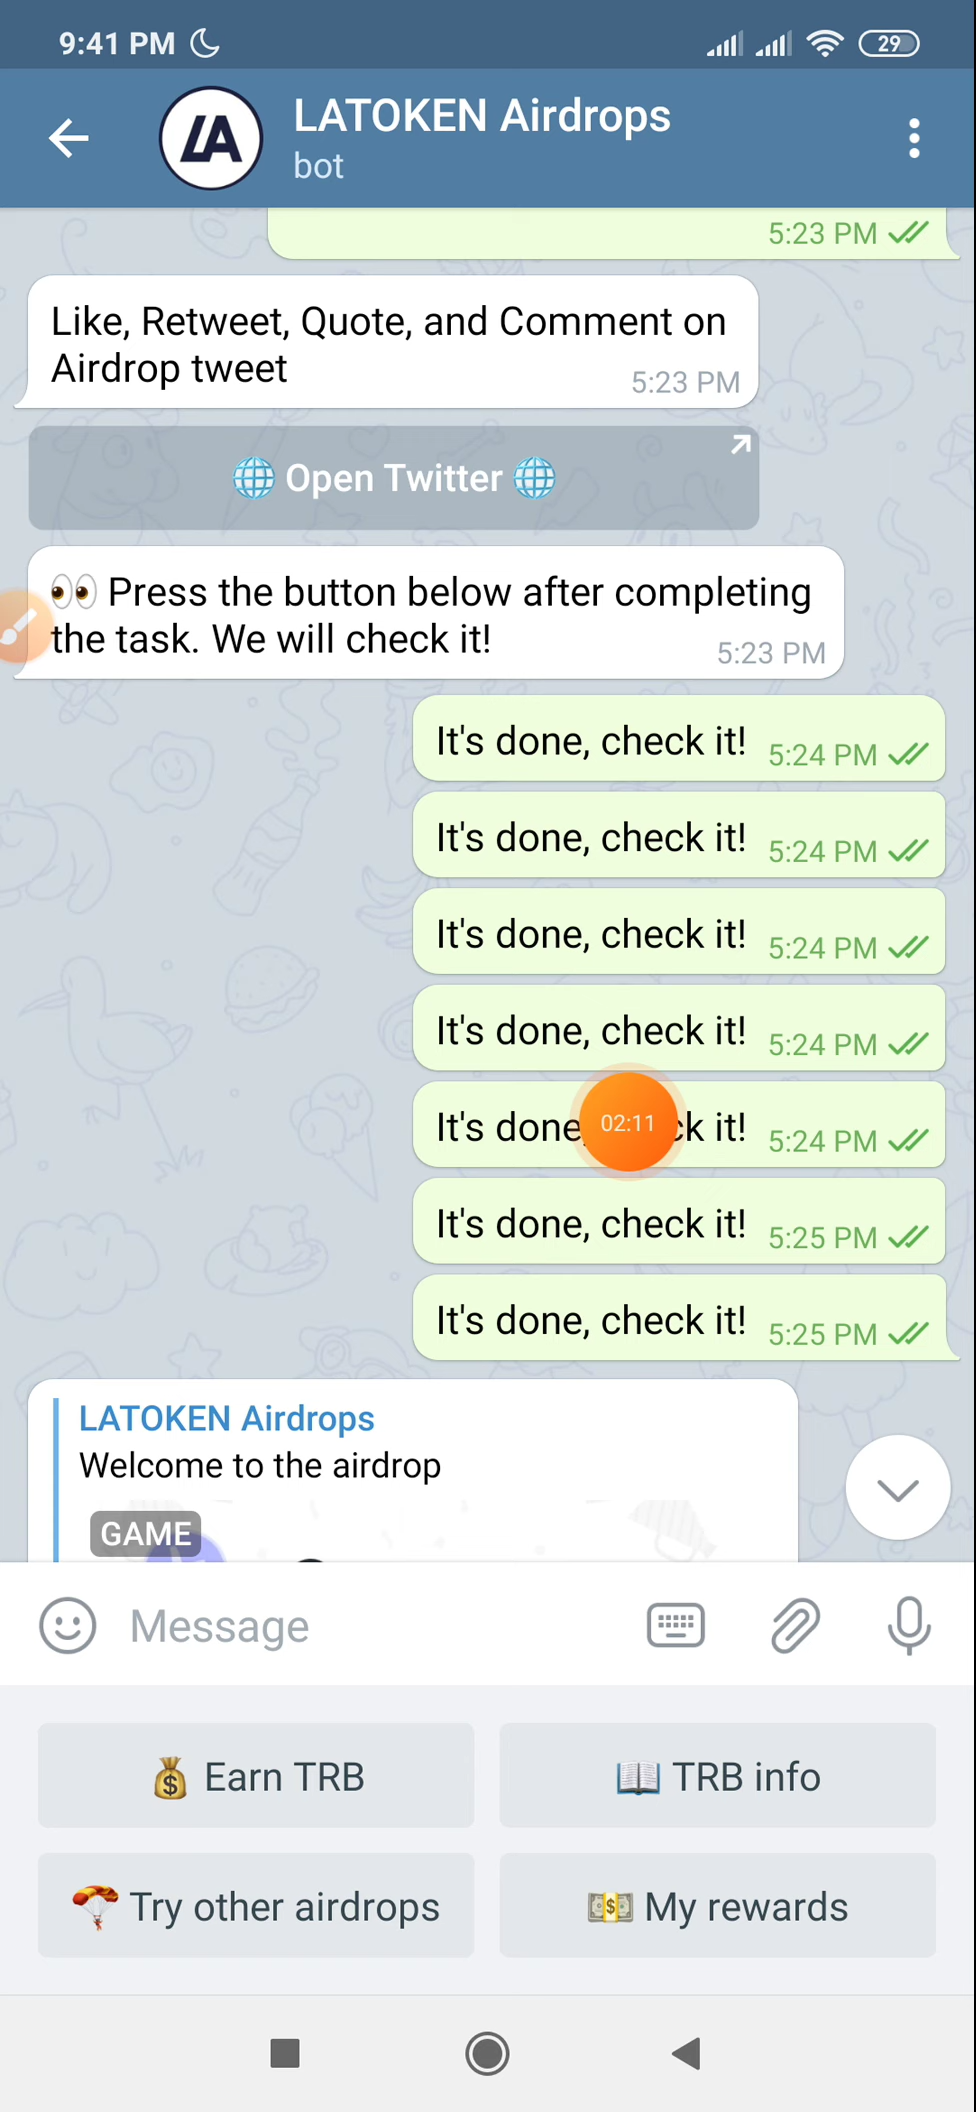 9:41 PM
29
LATOKEN Airdrops
bot
5:23 PM
Like, Retweet, Quote, and Comment on
Airdrop tweet
5:23 PM
Open Twitter
Press the button below after completing
the task. We will check it!
5:23 PM
It's done, check it! 5:24 PM
It's done, check it! 5:24 PM
It's done, check it! 5:24 PM
It's done, check it! 5:24 PM
It's done 02:11 ck it! 5:24 PM
It's done, check it! 5:25 PM
It's done, check it! 5:25 PM
LATOKEN Airdrops
Welcome to the airdrop
GAME
Message
Earn TRB
TRB info
Try other airdrops
My rewards